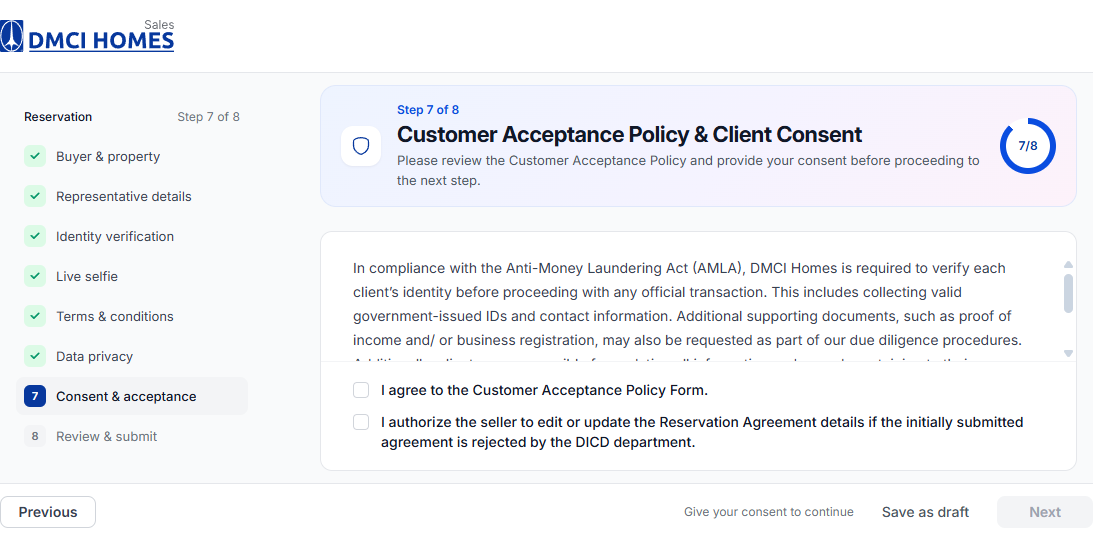 Sales
DMCI HOMES
Reservation
Step 7 of 8
Buyer & property
Representative details
Identity verification
Live selfie
Terms & conditions
Data privacy
7 Consent & acceptance
8 Review & submit
Step 7 of 8
Customer Acceptance Policy & Client Consent
Please review the Customer Acceptance Policy and provide your consent before proceeding to
the next step.
7/8
In compliance with the Anti-Money Laundering Act (AMLA), DMCI Homes is required to verify each
client’s identity before proceeding with any official transaction. This includes collecting valid
government-issued IDs and contact information. Additional supporting documents, such as proof of
income and/ or business registration, may also be requested as part of our due diligence procedures.
I agree to the Customer Acceptance Policy Form.
I authorize the seller to edit or update the Reservation Agreement details if the initially submitted
agreement is rejected by the DICD department.
Previous
Give your consent to continue
Save as draft
Next